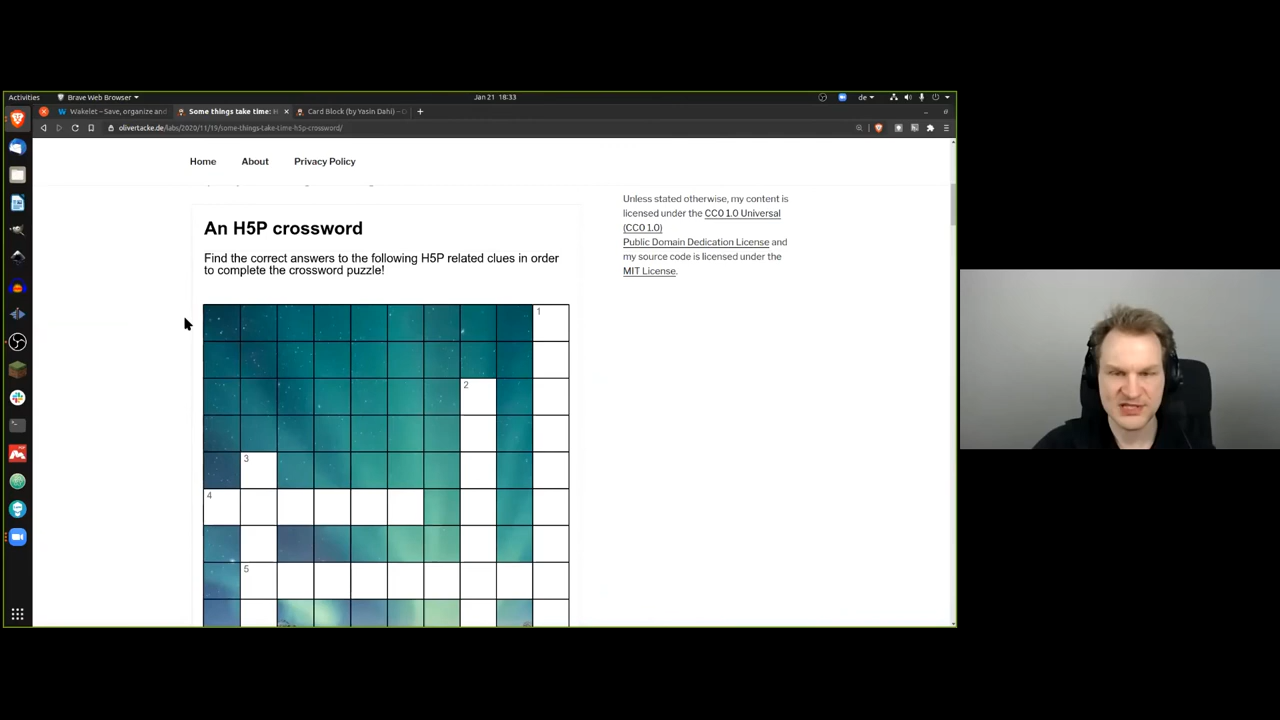 Activities
Brave Web Browser
Jan 21 18:33
de
Wakelet – Save, organize and
Some things take time: H
Card Block (by Yasin Dahi) – O
olivertacke.de/labs/2020/11/19/some-things-take-time-h5p-crossword/
Home
About
Privacy Policy
An H5P crossword
Find the correct answers to the following H5P related clues in order
to complete the crossword puzzle!
1
2
3
4
5
Unless stated otherwise, my content is
licensed under the CC0 1.0 Universal
(CC0 1.0)
Public Domain Dedication License and
my source code is licensed under the
MIT License.